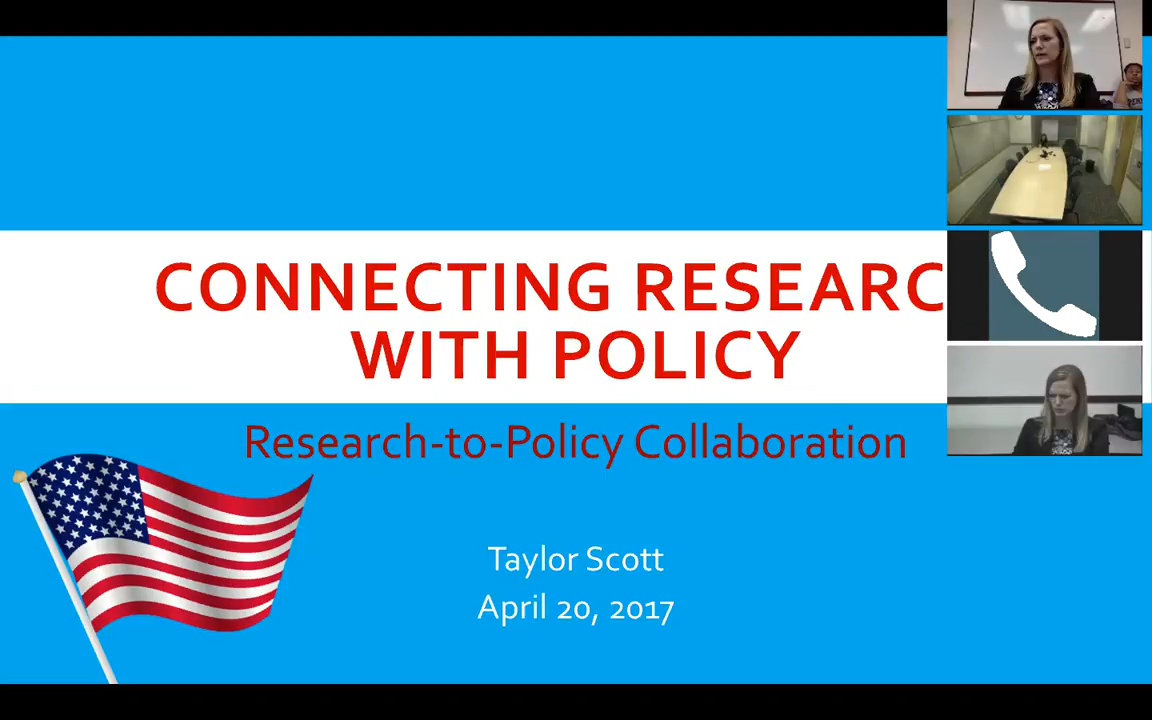 CONNECTING RESEARC
WITH POLICY
Research-to-Policy Collaboration
Taylor Scott
April 20, 2017